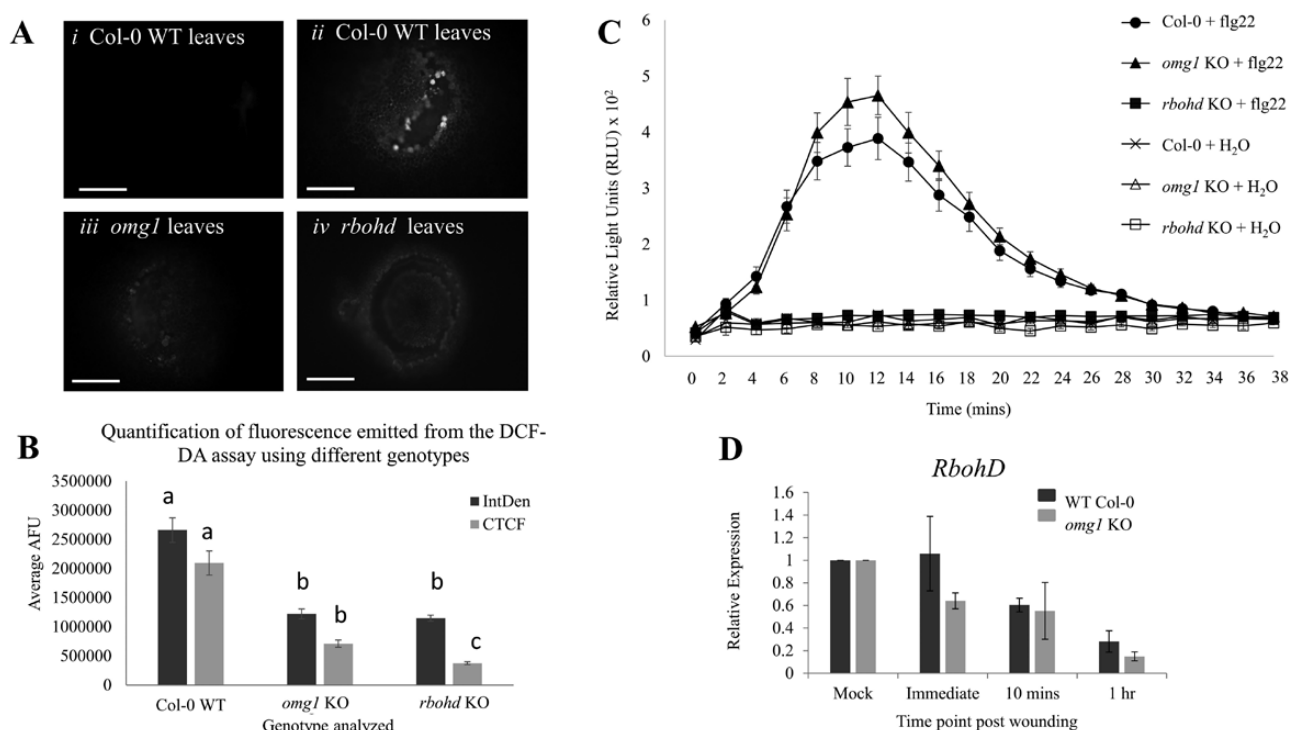 A
i Col-0 WT leaves
ii Col-0 WT leaves
iii omg1 leaves
iv rbohd leaves
B
Quantification of fluorescence emitted from the DCF-
DA assay using different genotypes
3500000
3000000
2500000
2000000
1500000
1000000
500000
0
Average AFU
a
a
b
b
b
c
IntDen
CTCF
Col-0 WT
omg1 KO
rbohd KO
Genotype analyzed
C
6
5
4
3
2
1
0
Relative Light Units (RLU) x 10²
0 2 4 6 8 10 12 14 16 18 20 22 24 26 28 30 32 34 36 38
Time (mins)
Col-0 + flg22
omg1 KO + flg22
rbohd KO + flg22
Col-0 + H₂O
omg1 KO + H₂O
rbohd KO + H₂O
D
RbohD
1.6
1.4
1.2
1
0.8
0.6
0.4
0.2
0
Relative Expression
WT Col-0
omg1 KO
Mock
Immediate
10 mins
1 hr
Time point post wounding